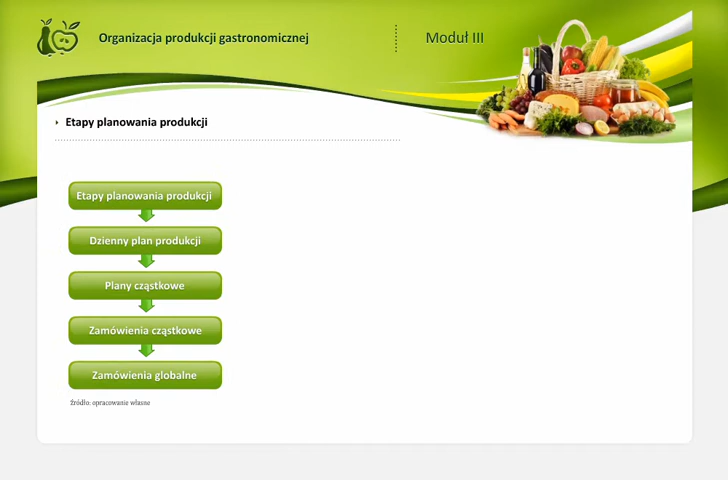 Organizacja produkcji gastronomicznej
Moduł III
Etapy planowania produkcji
Etapy planowania produkcji
Dzienny plan produkcji
Plany cząstkowe
Zamówienia cząstkowe
Zamówienia globalne
źródło: opracowanie własne